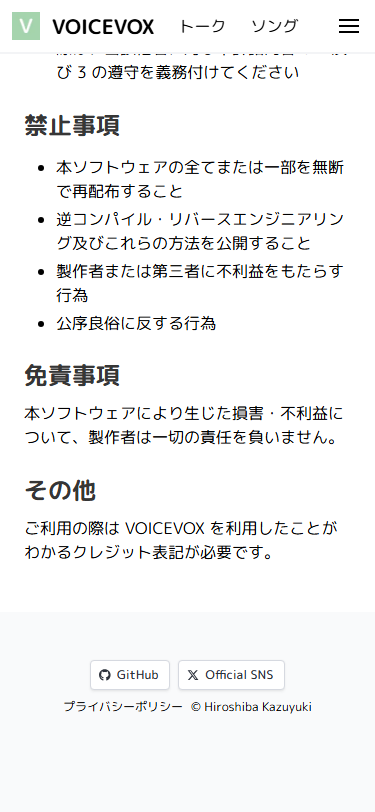 V VOICEVOX トーク ソング
び 3 の遵守を義務付けてください
禁止事項
本ソフトウェアの全てまたは一部を無断
で再配布すること
逆コンパイル・リバースエンジニアリン
グ及びこれらの方法を公開すること
製作者または第三者に不利益をもたらす
行為
公序良俗に反する行為
免責事項
本ソフトウェアにより生じた損害・不利益に
ついて、製作者は一切の責任を負いません。
その他
ご利用の際は VOICEVOX を利用したことが
わかるクレジット表記が必要です。
GitHub Official SNS
プライバシーポリシー © Hiroshiba Kazuyuki